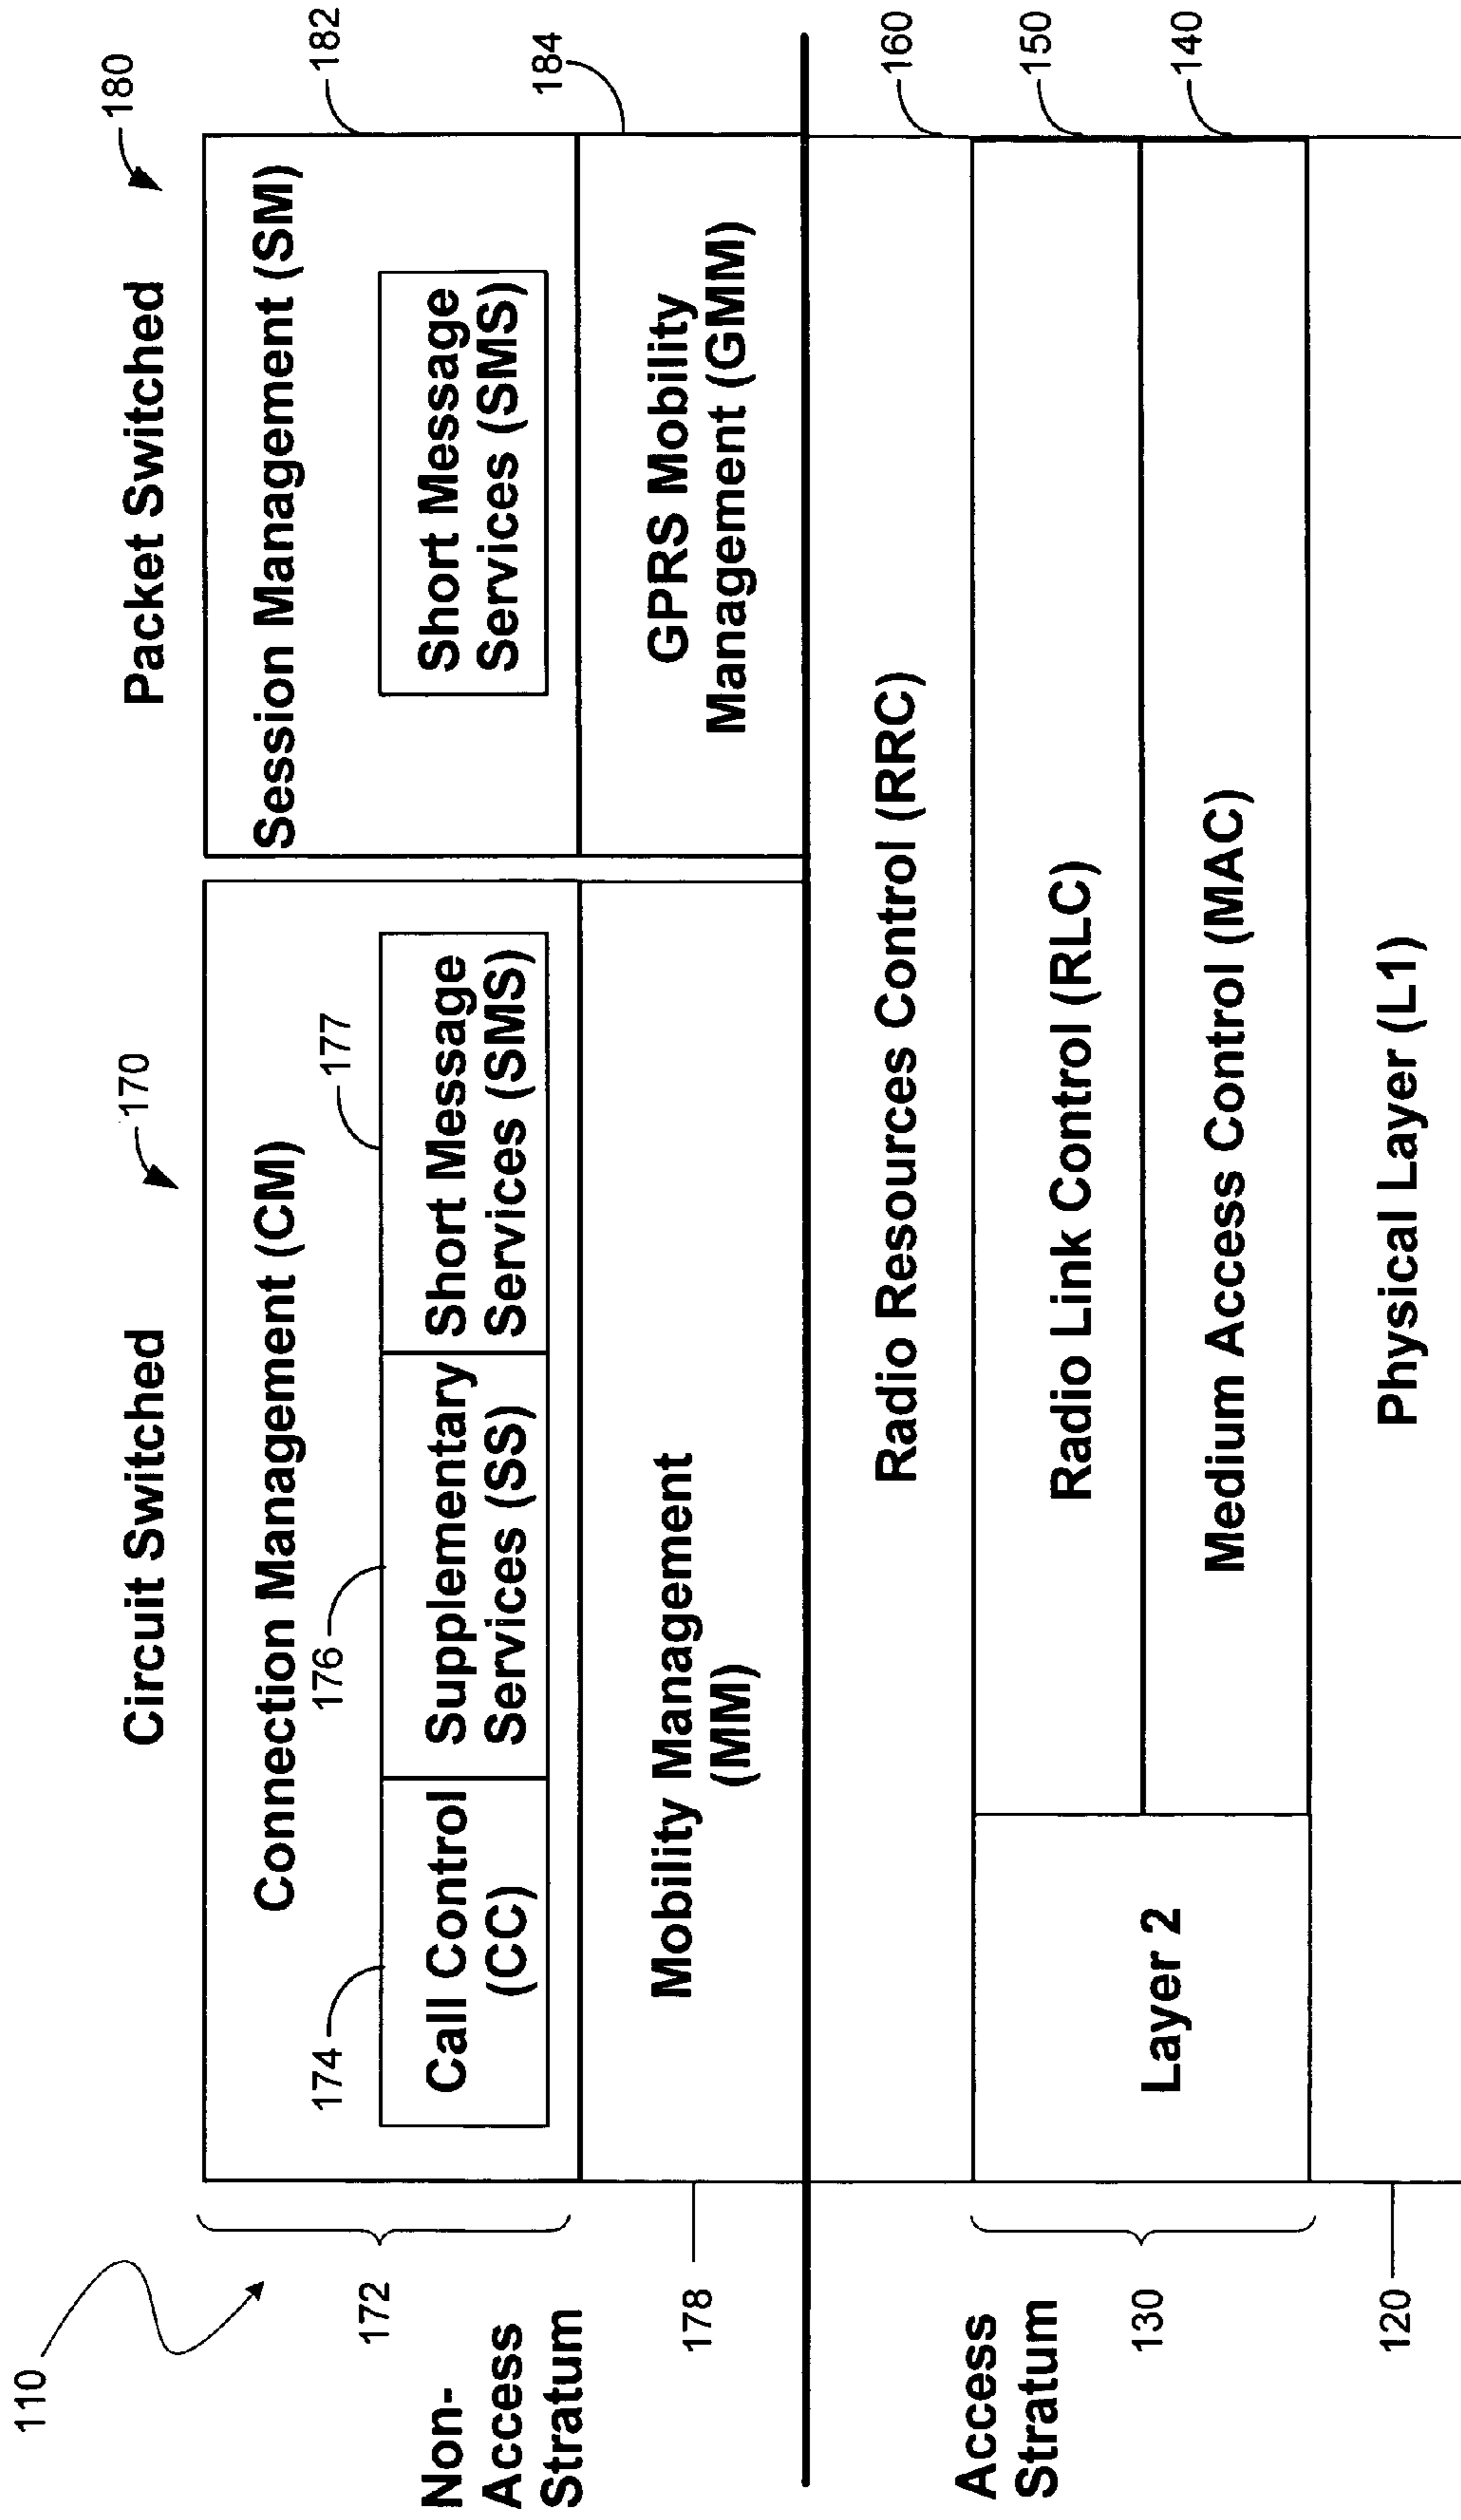 110
Circuit Switched
170
Packet Switched
180
Connection Management (CM)
172
174
Call Control
(CC)
176
Supplementary
Services (SS)
177
Short Message
Services (SMS)
Session Management (SM)
182
Short Message
Services (SMS)
Non-
Access
Stratum
178
Mobility Management
(MM)
GPRS Mobility
Management (GMM)
184
Access
Stratum
Radio Resources Control (RRC)
160
130
Layer 2
Radio Link Control (RLC)
150
Medium Access Control (MAC)
140
120
Physical Layer (L1)